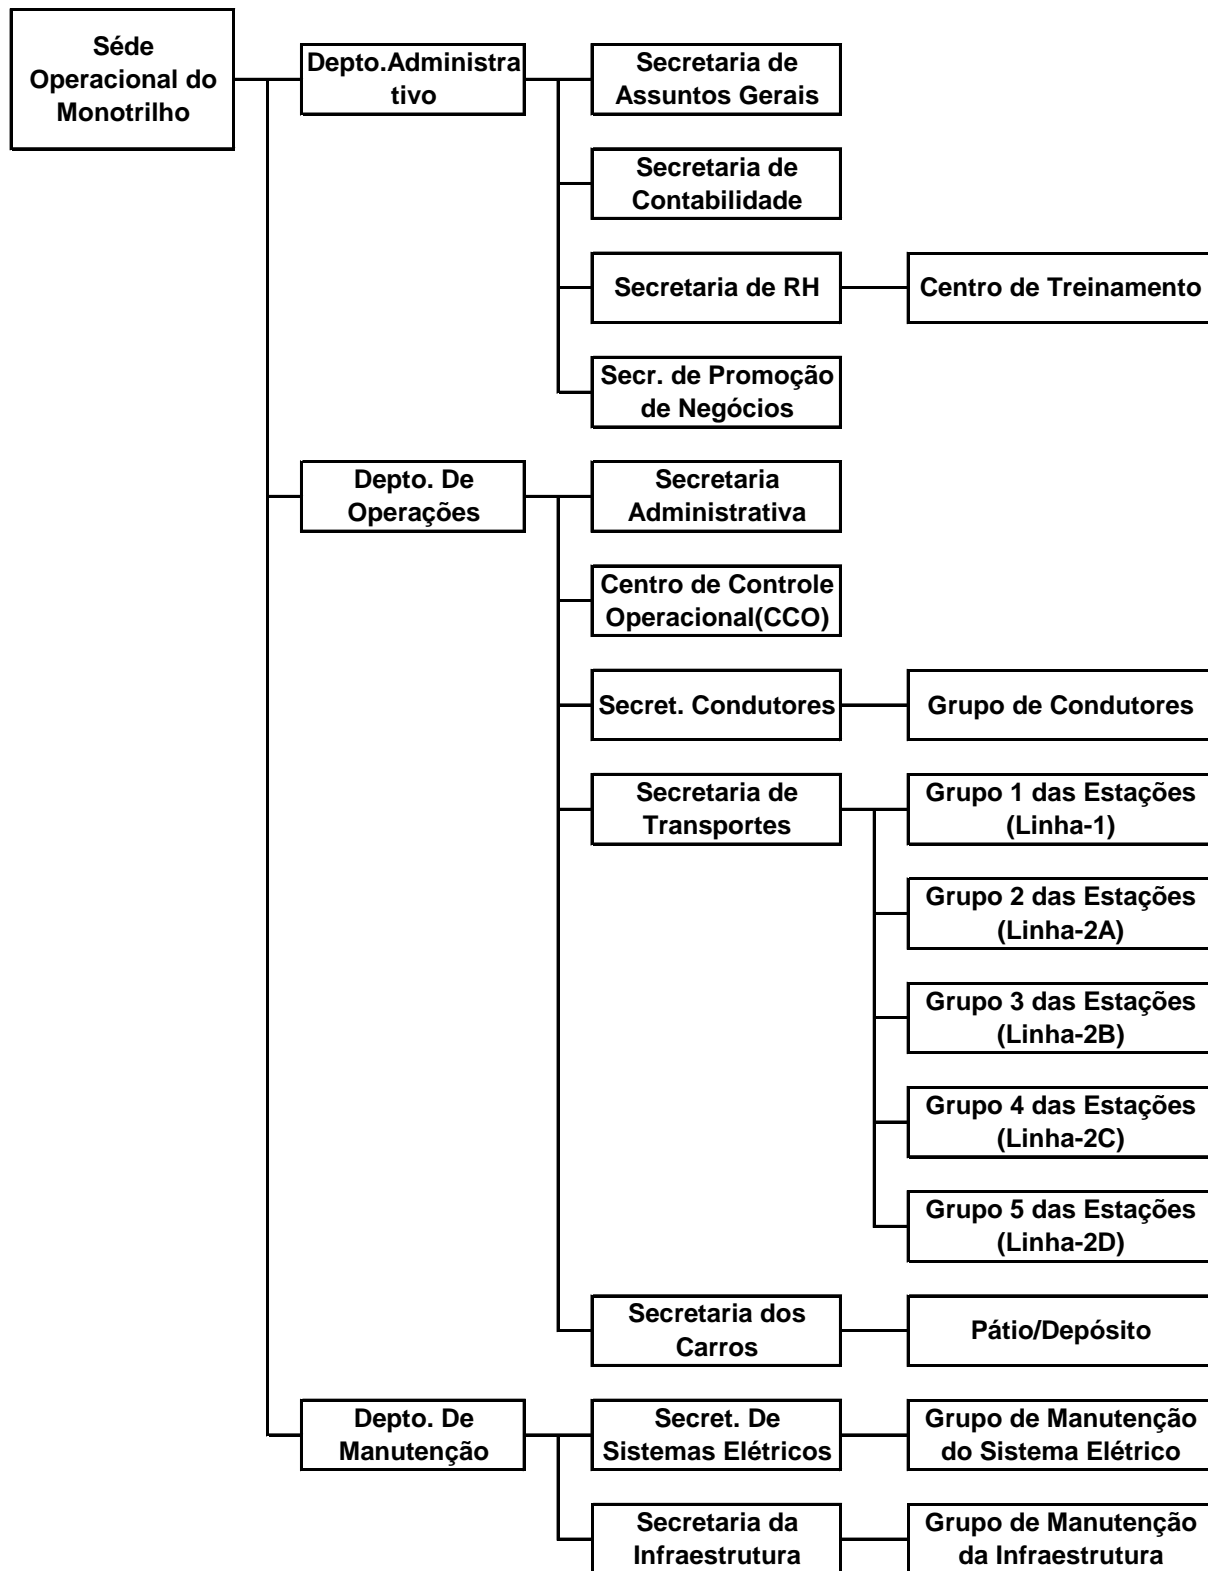 Séde
Operacional do
Monotrilho
Depto.Administra
tivo
Secretaria de
Assuntos Gerais
Secretaria de
Contabilidade
Secretaria de RH
Centro de Treinamento
Secr. de Promoção
de Negócios
Depto. De
Operações
Secretaria
Administrativa
Centro de Controle
Operacional(CCO)
Secret. Condutores
Grupo de Condutores
Secretaria de
Transportes
Grupo 1 das Estações
(Linha-1)
Grupo 2 das Estações
(Linha-2A)
Grupo 3 das Estações
(Linha-2B)
Grupo 4 das Estações
(Linha-2C)
Grupo 5 das Estações
(Linha-2D)
Secretaria dos
Carros
Pátio/Depósito
Depto. De
Manutenção
Secret. De
Sistemas Elétricos
Grupo de Manutenção
do Sistema Elétrico
Secretaria da
Infraestrutura
Grupo de Manutenção
da Infraestrutura